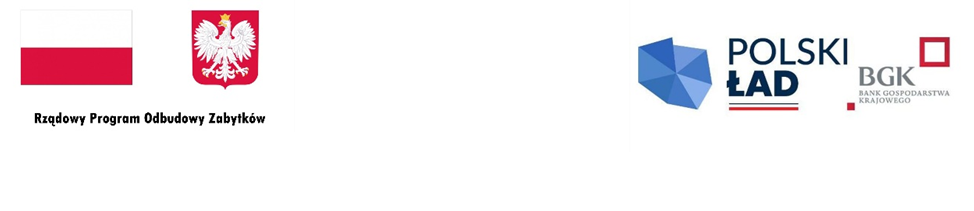 Rządowy Program Odbudowy Zabytków
POLSKI
ŁAD
BGK
BANK GOSPODARSTWA
KRAJOWEGO